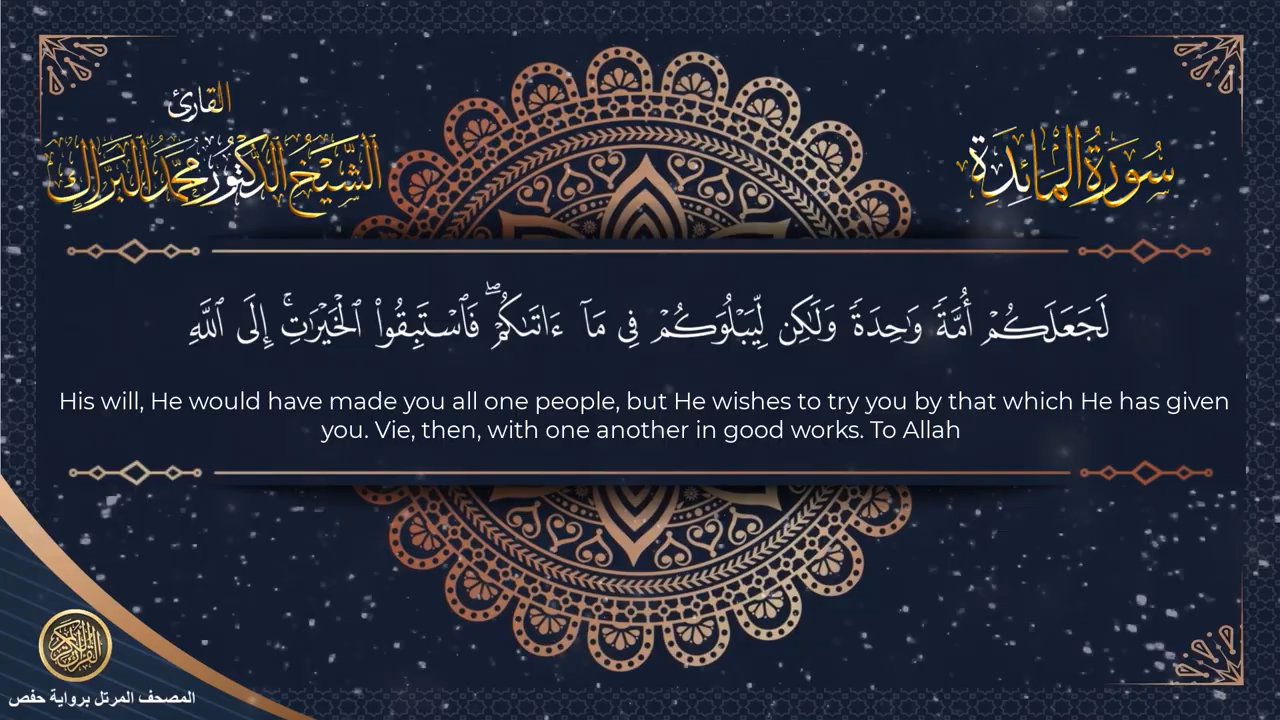 القارئ
الشيخ الدكتور محمد البراك
سورة المائدة
لَجَعَلَكُمْ أُمَّةً وَٰحِدَةً وَلَٰكِن لِّيَبْلُوَكُمْ فِى مَآ ءَاتَىٰكُمْ ۖ فَٱسْتَبِقُوا۟ ٱلْخَيْرَٰتِ ۚ إِلَى ٱللَّهِ
His will, He would have made you all one people, but He wishes to try you by that which He has given
you. Vie, then, with one another in good works. To Allah
القرآن الكريم
المصحف المرتل برواية حفص